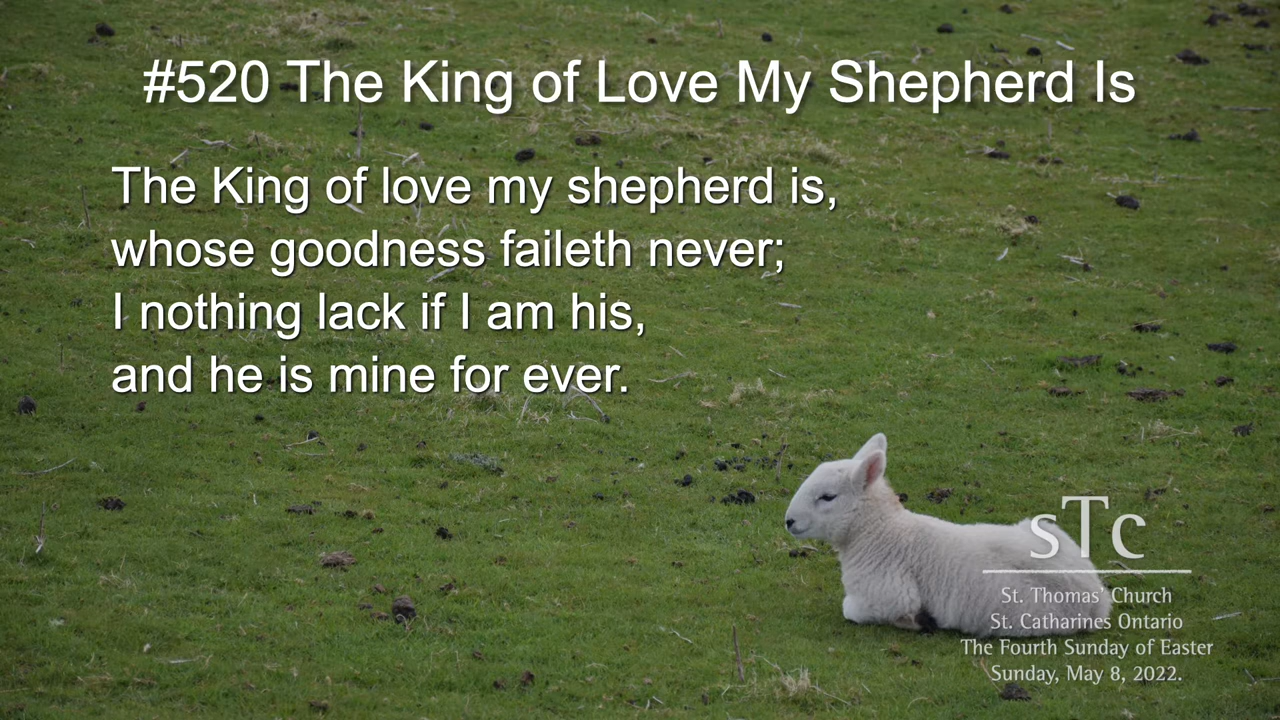 #520 The King of Love My Shepherd Is
The King of love my shepherd is,
whose goodness faileth never;
I nothing lack if I am his,
and he is mine for ever.
sTc
St. Thomas' Church
St. Catharines Ontario
The Fourth Sunday of Easter
Sunday, May 8, 2022.